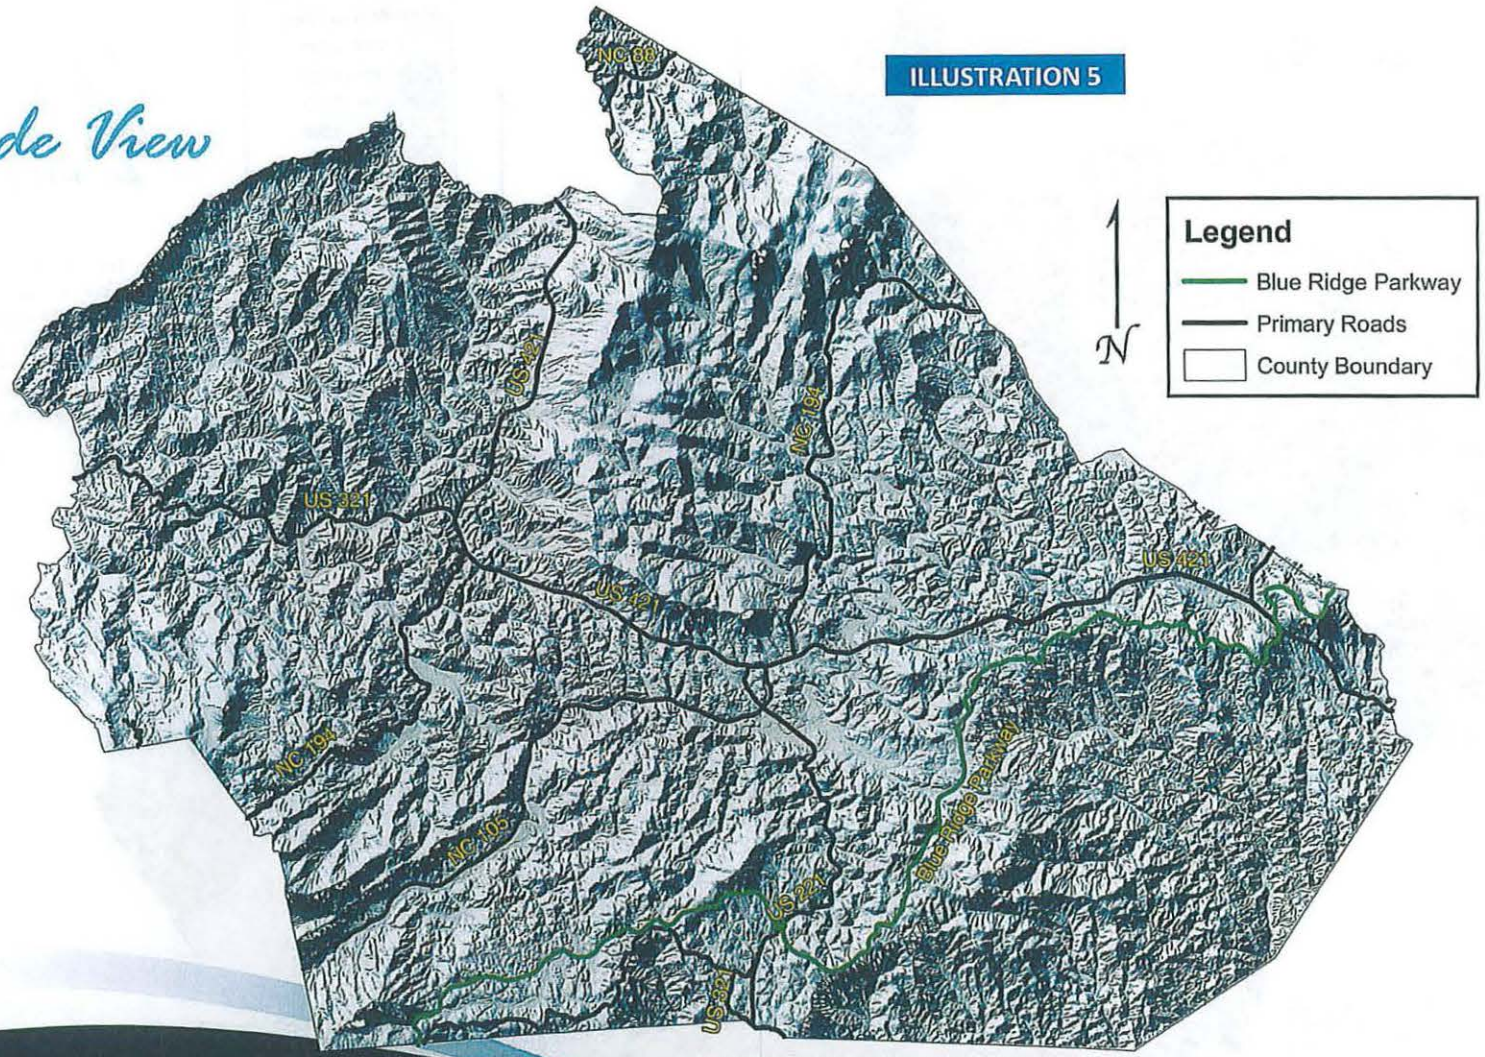 NC 88
ILLUSTRATION 5
de View
Legend
Blue Ridge Parkway
Primary Roads
County Boundary
N
US 421
NC 194
US 321
US 421
US 421
NC 194
Blue Ridge Parkway
NC 105
US 221
US 321